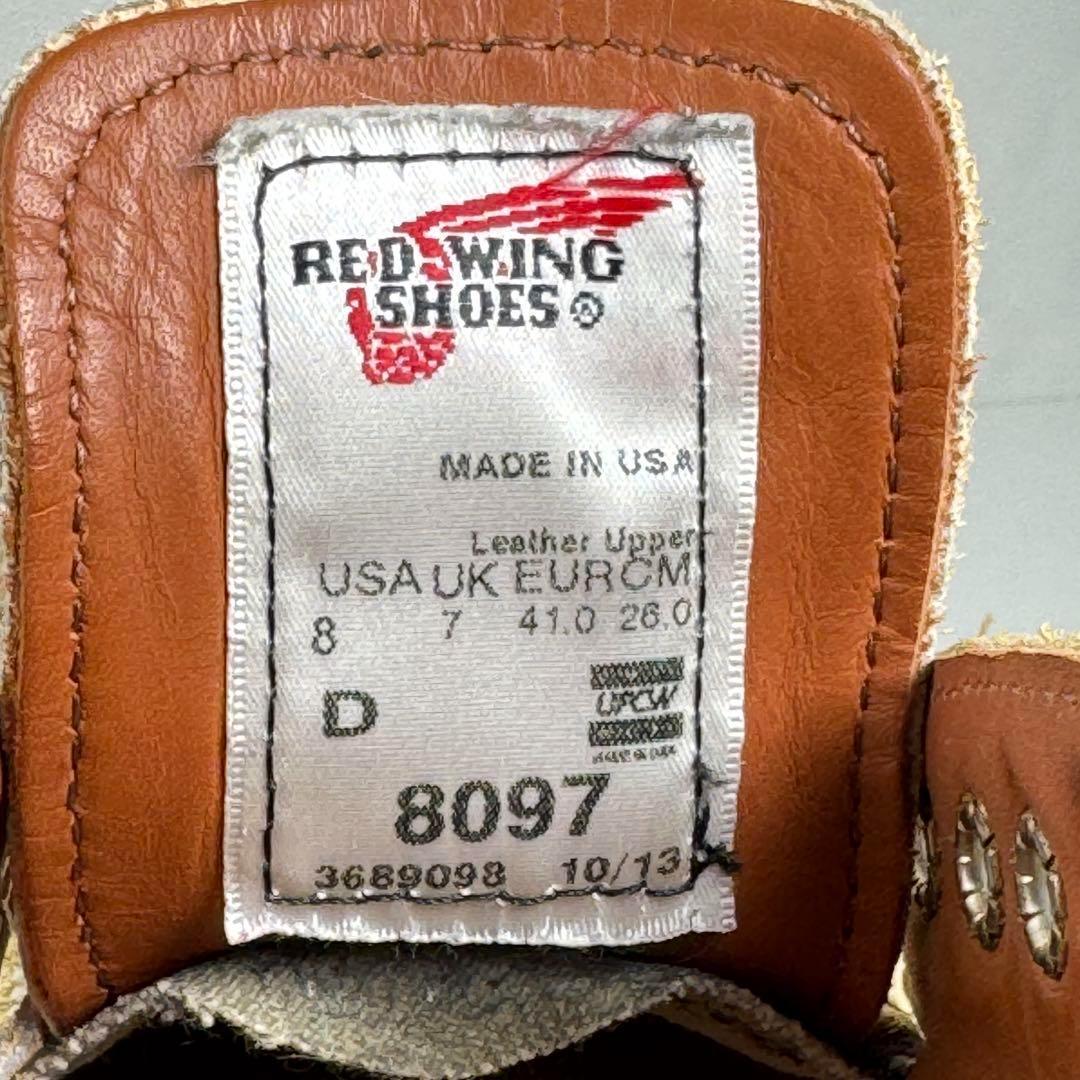 RED WING
SHOES ®
MADE IN USA
Leather Upper
USA UK EUR CM
8 7 41.0 26.0
D
UFCW
8097
3689098 10/13